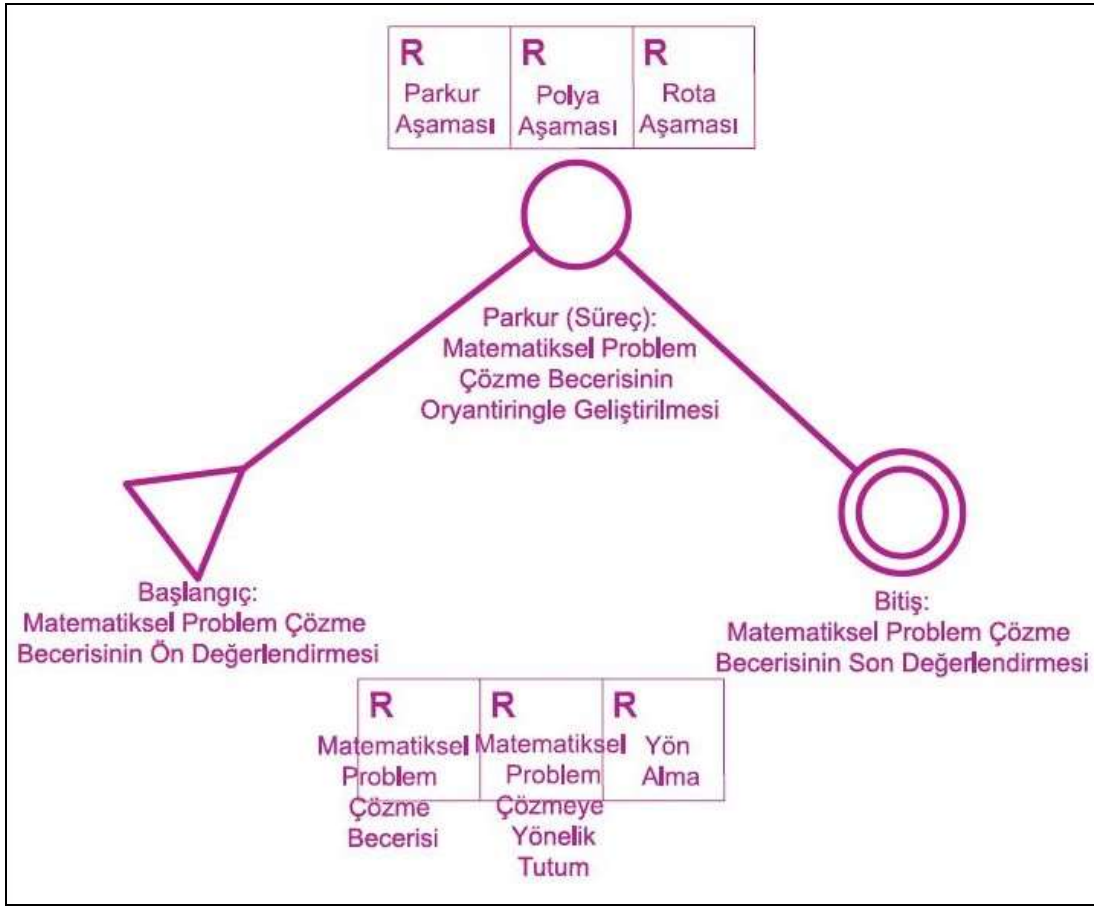 R R R
Parkur Polya Rota
Aşaması Aşaması Aşaması
Parkur (Süreç):
Matematiksel Problem
Çözme Becerisinin
Oryantiringle Geliştirilmesi
Başlangıç:
Matematiksel Problem Çözme
Becerisinin Ön Değerlendirmesi
Bitiş:
Matematiksel Problem Çözme
Becerisinin Son Değerlendirmesi
R R R
Matematiksel Matematiksel Yön
Problem Problem Alma
Çözme Çözmeye
Becerisi Yönelik
Tutum